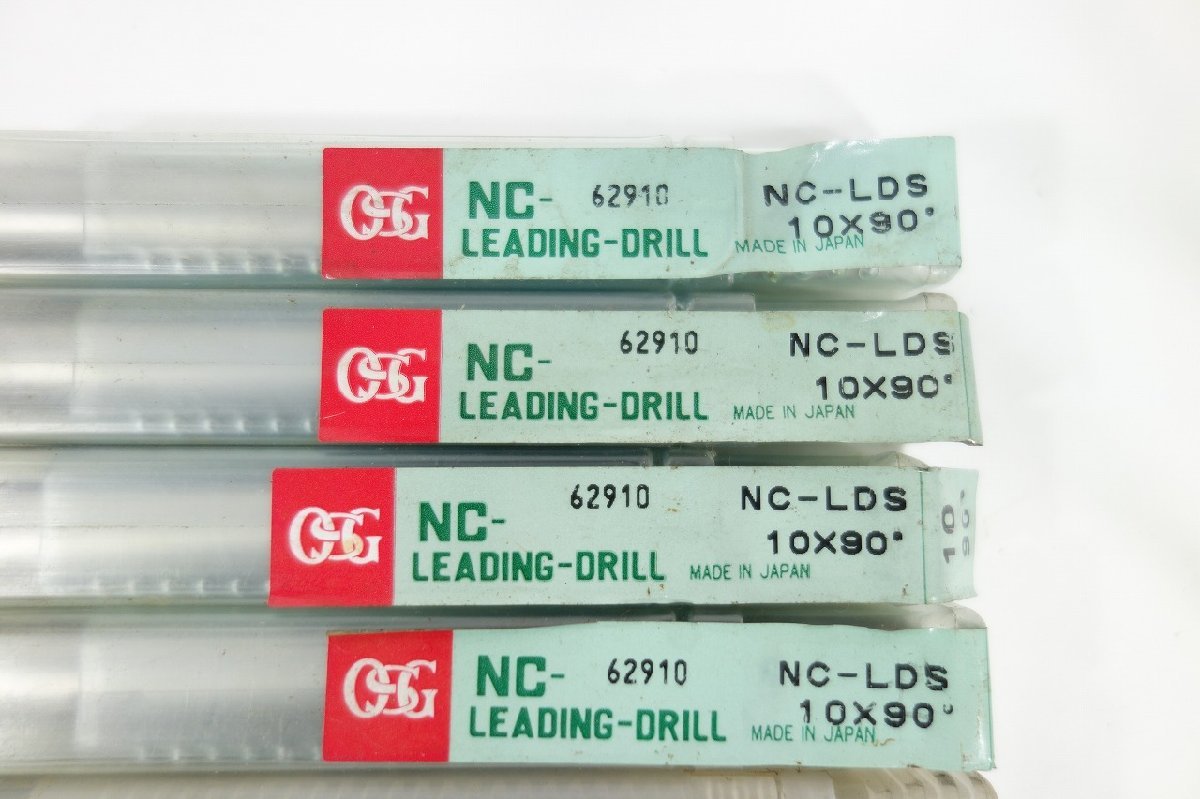 OSG NC- 62910 NC-LDS
10X90°
LEADING-DRILL MADE IN JAPAN
OSG NC- 62910 NC-LDS
10X90°
LEADING-DRILL MADE IN JAPAN
OSG NC- 62910 NC-LDS
10X90°
LEADING-DRILL MADE IN JAPAN
10
90°
OSG NC- 62910 NC-LDS
10X90°
LEADING-DRILL MADE IN JAPAN